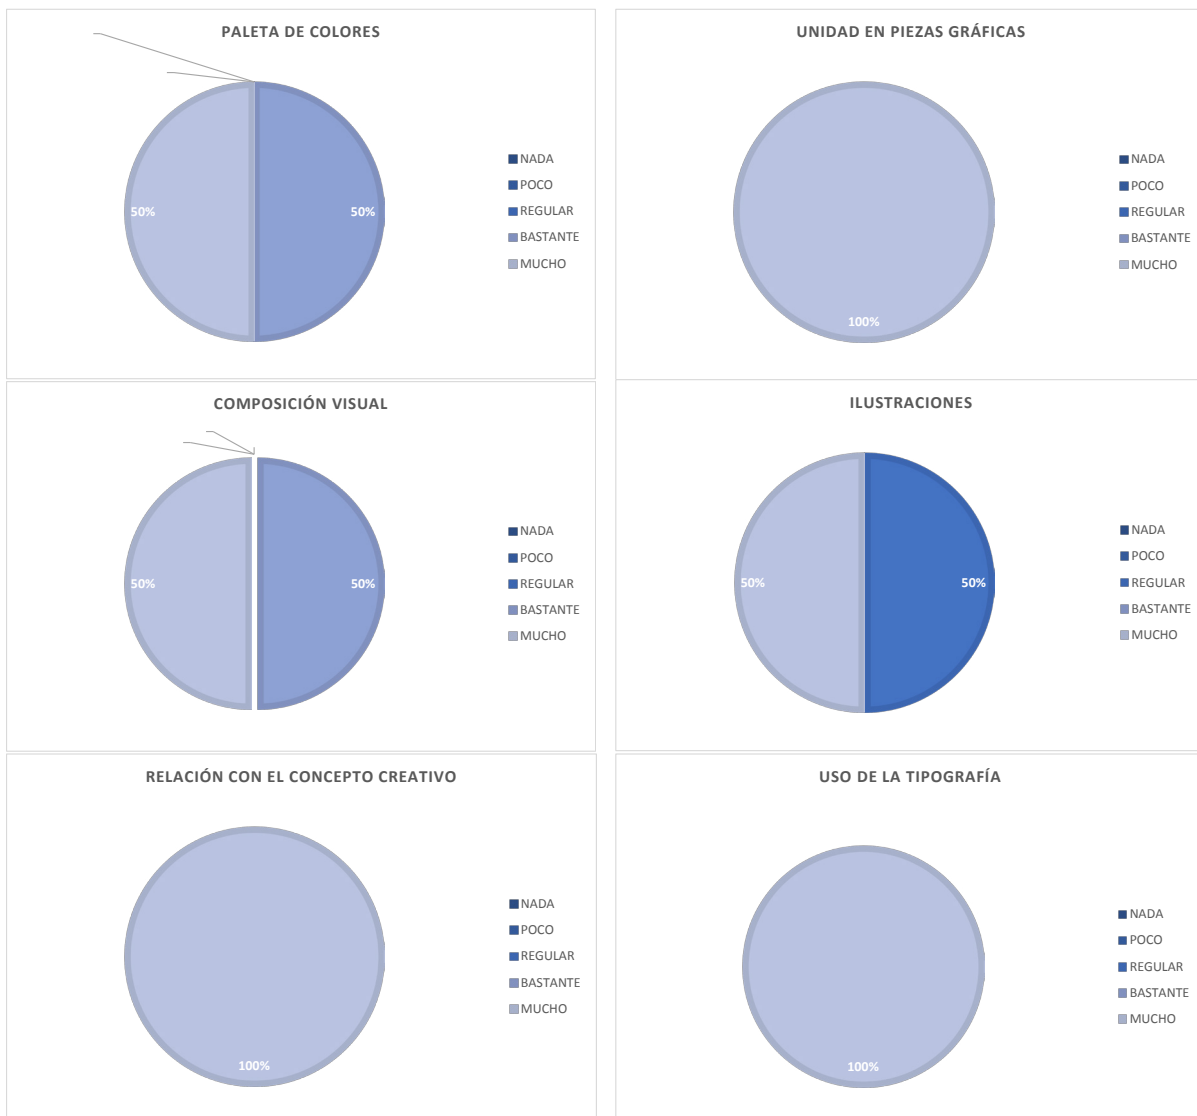 PALETA DE COLORES
50%
50%
NADA
POCO
REGULAR
BASTANTE
MUCHO
UNIDAD EN PIEZAS GRÁFICAS
100%
NADA
POCO
REGULAR
BASTANTE
MUCHO
COMPOSICIÓN VISUAL
50%
50%
NADA
POCO
REGULAR
BASTANTE
MUCHO
ILUSTRACIONES
50%
50%
NADA
POCO
REGULAR
BASTANTE
MUCHO
RELACIÓN CON EL CONCEPTO CREATIVO
100%
NADA
POCO
REGULAR
BASTANTE
MUCHO
USO DE LA TIPOGRAFÍA
100%
NADA
POCO
REGULAR
BASTANTE
MUCHO